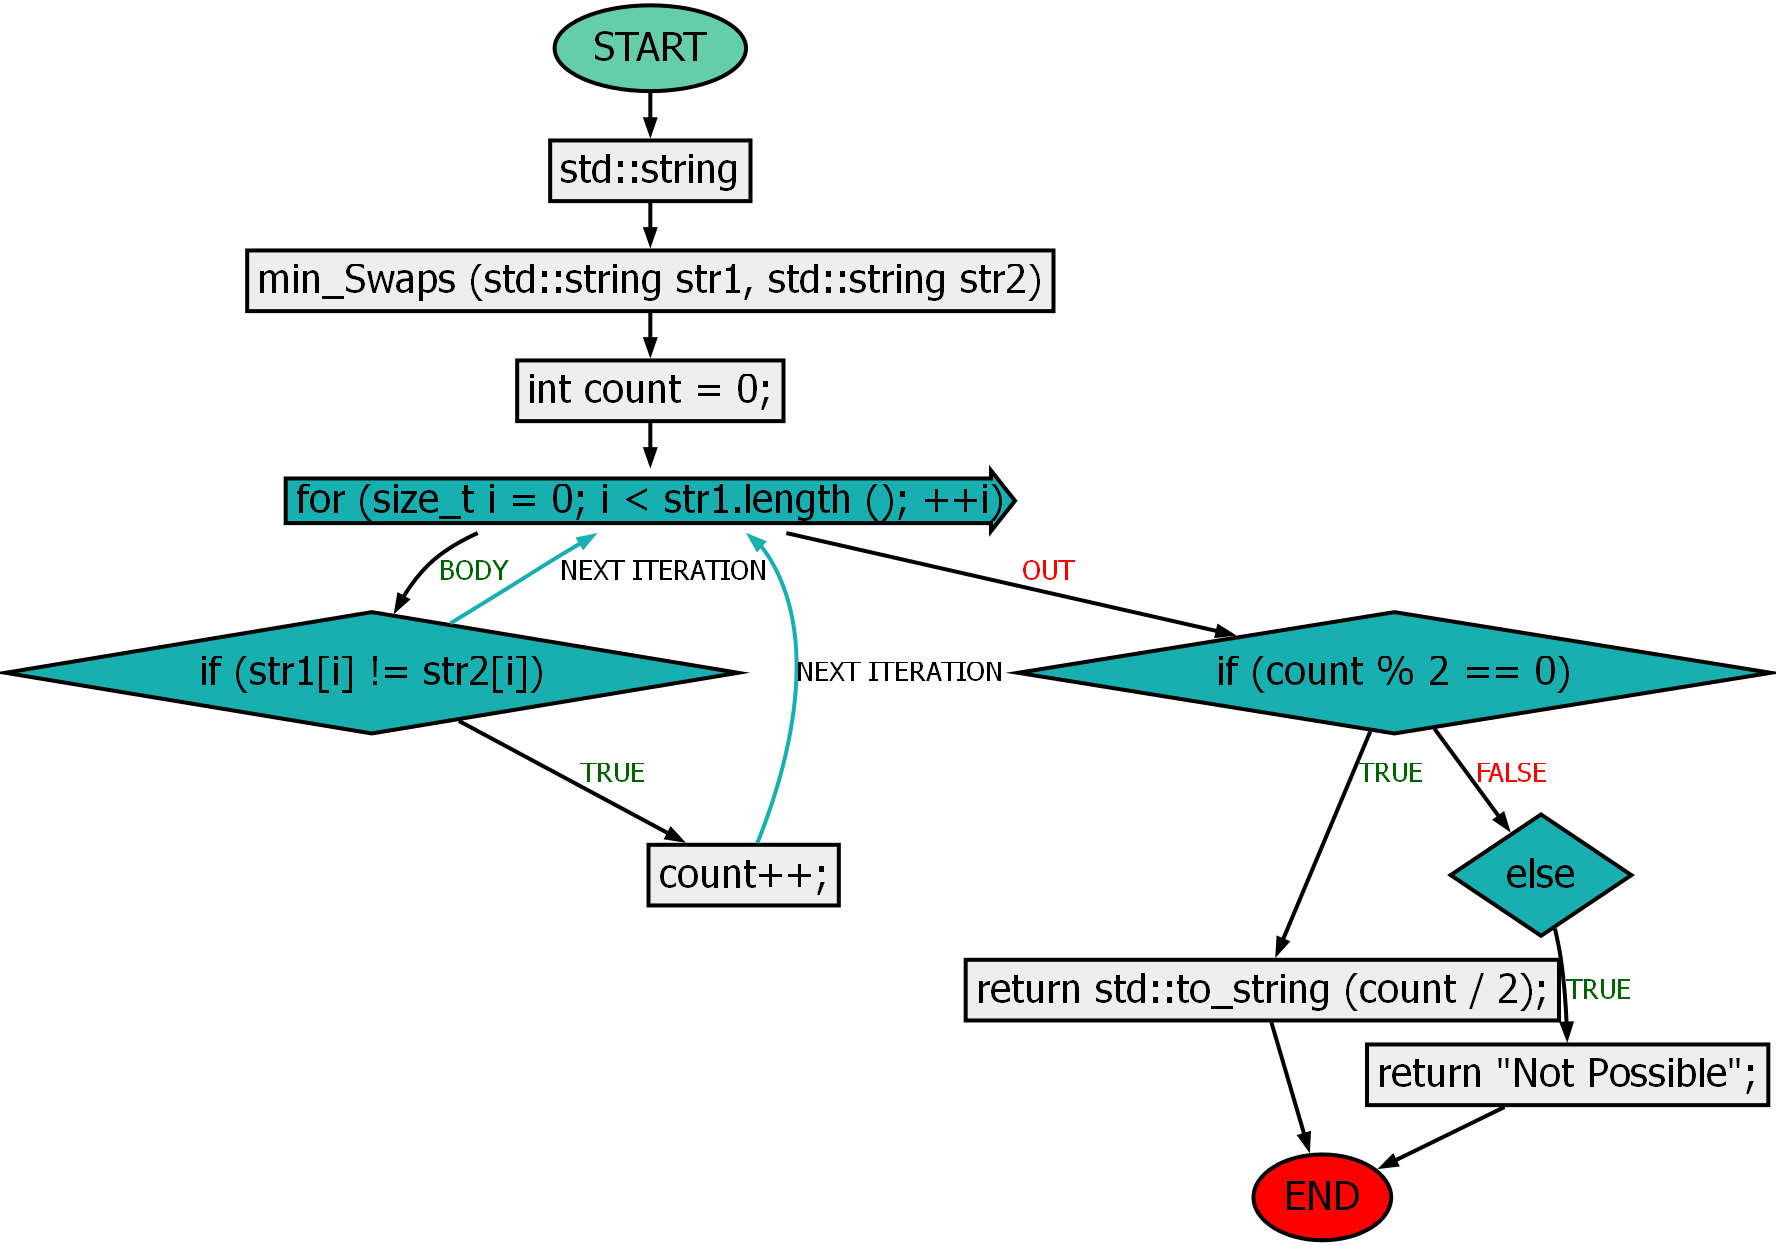 START
std::string
min_Swaps (std::string str1, std::string str2)
int count = 0;
for (size_t i = 0; i < str1.length (); ++i)
BODY
NEXT ITERATION
OUT
if (str1[i] != str2[i])
NEXT ITERATION
if (count % 2 == 0)
TRUE
TRUE
FALSE
count++;
else
return std::to_string (count / 2);
TRUE
return "Not Possible";
END